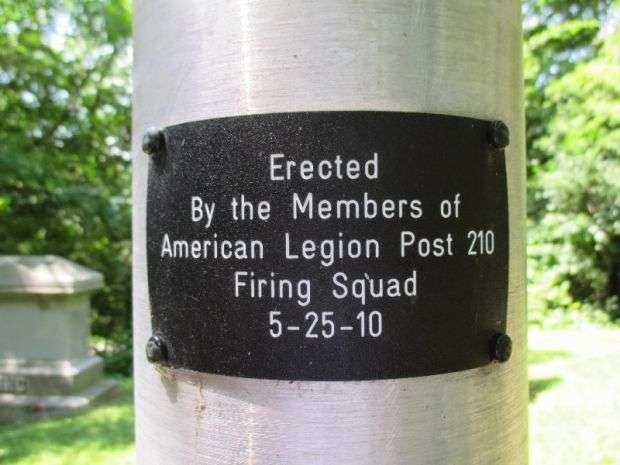 Erected
By the Members of
American Legion Post 210
Firing Squad
5-25-10